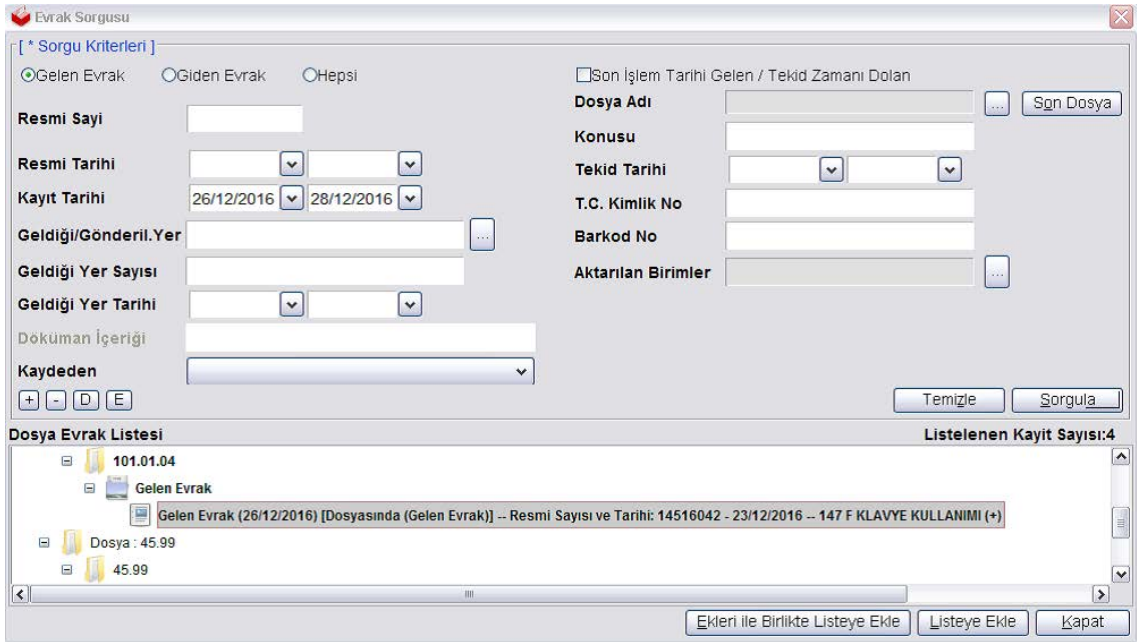 Evrak Sorgusu
[ * Sorgu Kriterleri ]
Gelen Evrak Giden Evrak Hepsi
Son İşlem Tarihi Gelen / Tekid Zamanı Dolan
Resmi Sayi
Dosya Adı ... Son Dosya
Konusu
Resmi Tarihi
Tekid Tarihi
Kayıt Tarihi 26/12/2016 28/12/2016
T.C. Kimlik No
Geldiği/Gönderil.Yer ...
Barkod No
Geldiği Yer Sayısı
Aktarılan Birimler ...
Geldiği Yer Tarihi
Döküman İçeriği
Kaydeden
+ - D E
Temizle Sorgula
Dosya Evrak Listesi Listelenen Kayit Sayısı:4
101.01.04
Gelen Evrak
Gelen Evrak (26/12/2016) [Dosyasında (Gelen Evrak)] -- Resmi Sayısı ve Tarihi: 14516042 - 23/12/2016 -- 147 F KLAVYE KULLANIMI (+)
Dosya : 45.99
45.99
Ekleri ile Birlikte Listeye Ekle Listeye Ekle Kapat